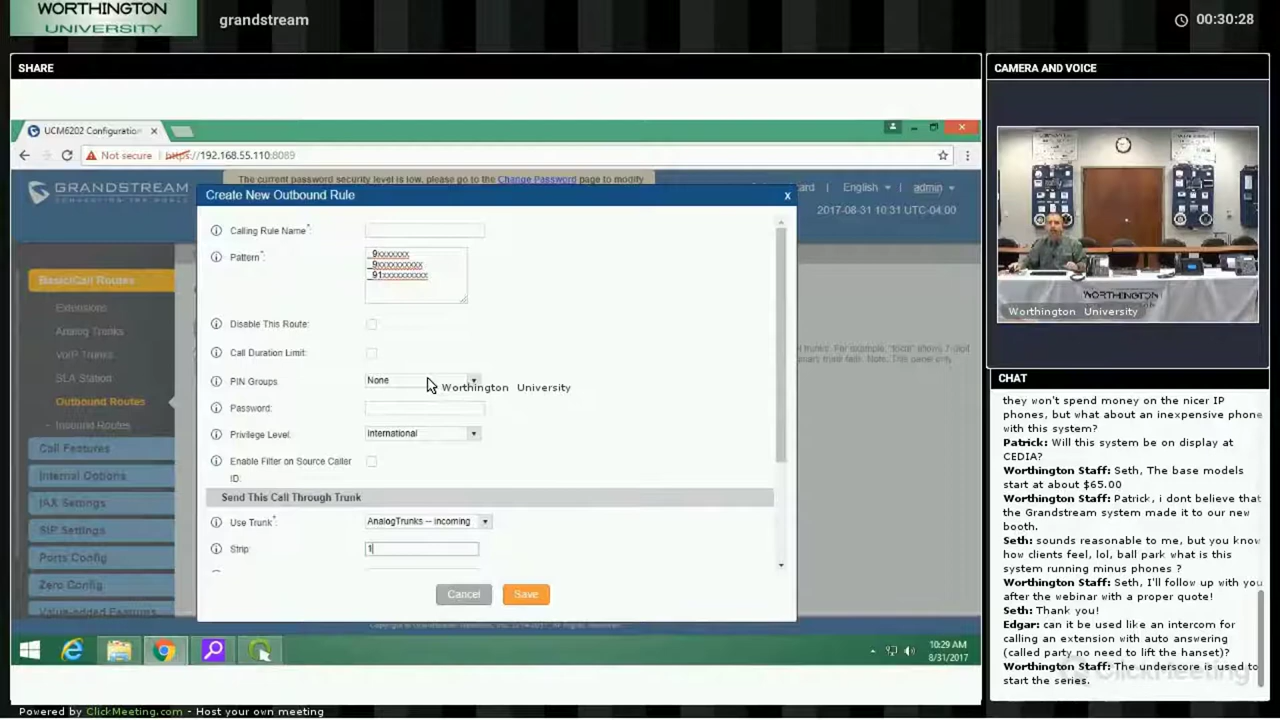 WORTHINGTON
UNIVERSITY
grandstream
00:30:28
SHARE
UCM6202 Configuration
Not secure
https://192.168.55.110:8089
The current password security level is low, please go to the Change Password page to modify
GRANDSTREAM
CONNECTING THE WORLD
English
admin
2017-08-31 10:31 UTC-04:00
Create New Outbound Rule
x
Calling Rule Name*:
Pattern*:
_9xxxxxxx
_9xxxxxxxxxx
_91xxxxxxxxxx
Disable This Route:
Call Duration Limit:
PIN Groups
None
Worthington University
Password:
Privilege Level:
International
Enable Filter on Source Caller
ID:
Send This Call Through Trunk
Use Trunk*:
AnalogTrunks -- incoming
Strip:
1
Cancel
Save
Basic/Call Routes
Extensions
Analog Trunks
VoIP Trunks
SLA Station
Outbound Routes
Inbound Routes
Call Features
Internal Options
IAX Settings
SIP Settings
Ports Config
Zero Config
Value-added Features
10:29 AM
8/31/2017
CAMERA AND VOICE
WORTHINGTON
UNIVERSITY
Worthington University
CHAT
they won't spend money on the nicer IP
phones, but what about an inexpensive phone
with this system?
Patrick: Will this system be on display at
CEDIA?
Worthington Staff: Seth, The base models
start at about $65.00
Worthington Staff: Patrick, i dont believe that
the Grandstream system made it to our new
booth.
Seth: sounds reasonable to me, but you know
how clients feel, lol, ball park what is this
system running minus phones ?
Worthington Staff: Seth, I'll follow up with you
after the webinar with a proper quote!
Seth: Thank you!
Edgar: can it be used like an intercom for
calling an extension with auto answering
(called party no need to lift the hanset)?
Worthington Staff: The underscore is used to
start the series.
ClickMeeting
Powered by ClickMeeting.com - Host your own meeting